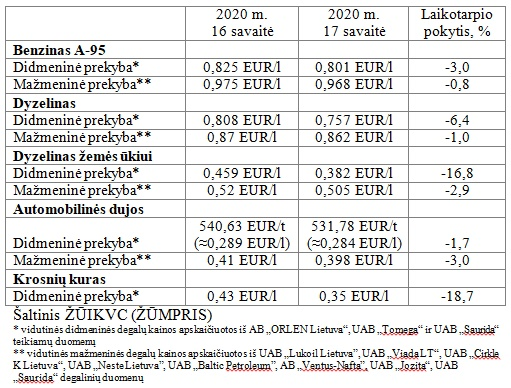 2020 m. 2020 m. Laikotarpio
16 savaitė 17 savaitė pokytis, %
Benzinas A-95
Didmeninė prekyba* 0,825 EUR/l 0,801 EUR/l -3,0
Mažmeninė prekyba** 0,975 EUR/l 0,968 EUR/l -0,8
Dyzelinas
Didmeninė prekyba* 0,808 EUR/l 0,757 EUR/l -6,4
Mažmeninė prekyba** 0,87 EUR/l 0,862 EUR/l -1,0
Dyzelinas žemės ūkiui
Didmeninė prekyba* 0,459 EUR/l 0,382 EUR/l -16,8
Mažmeninė prekyba** 0,52 EUR/l 0,505 EUR/l -2,9
Automobilinės dujos
540,63 EUR/t 531,78 EUR/t
Didmeninė prekyba* (≈0,289 EUR/l) (≈0,284 EUR/l) -1,7
Mažmeninė prekyba** 0,41 EUR/l 0,398 EUR/l -3,0
Krosnių kuras
Didmeninė prekyba* 0,43 EUR/l 0,35 EUR/l -18,7
Šaltinis ŽŪIKVC (ŽŪMPRIS)
* vidutinės didmeninės degalų kainos apskaičiuotos iš AB „ORLEN Lietuva“, UAB „Tomega“ ir UAB „Saurida“
teikiamų duomenų
** vidutinės mažmeninės degalų kainos apskaičiuotos iš UAB „Lukoil Lietuva”, UAB „Viada LT“, UAB „Cirkle
K Lietuva“, UAB „Neste Lietuva”, UAB „Baltic Petroleum”, AB „Ventus-Nafta“, UAB „Jozita“, UAB
„Saurida“ degalinių duomenų